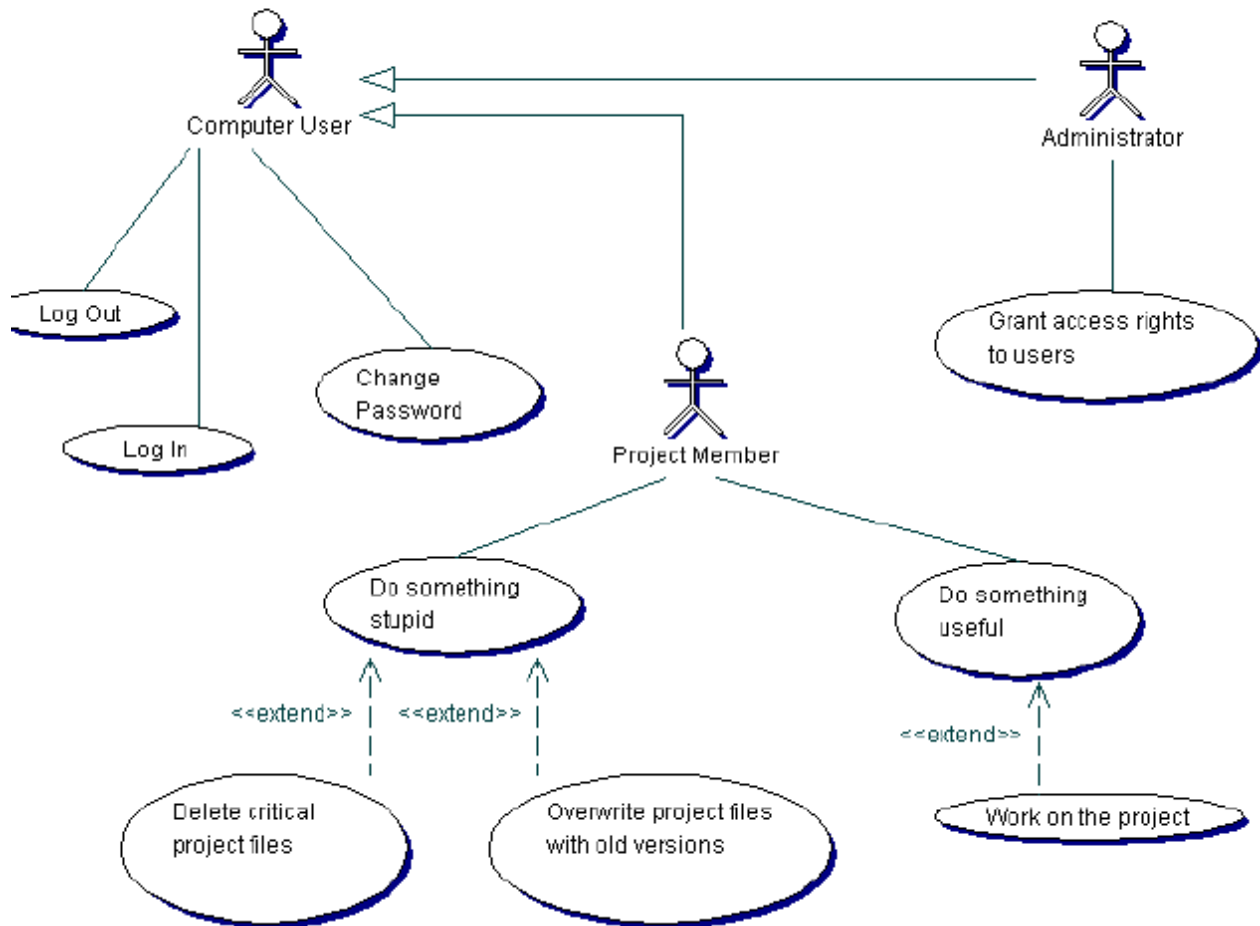 Computer User
Administrator
Log Out
Grant access rights
to users
Change
Password
Log In
Project Member
Do something
stupid
Do something
useful
<<extend>>
<<extend>>
<<extend>>
Delete critical
project files
Overwrite project files
with old versions
Work on the project